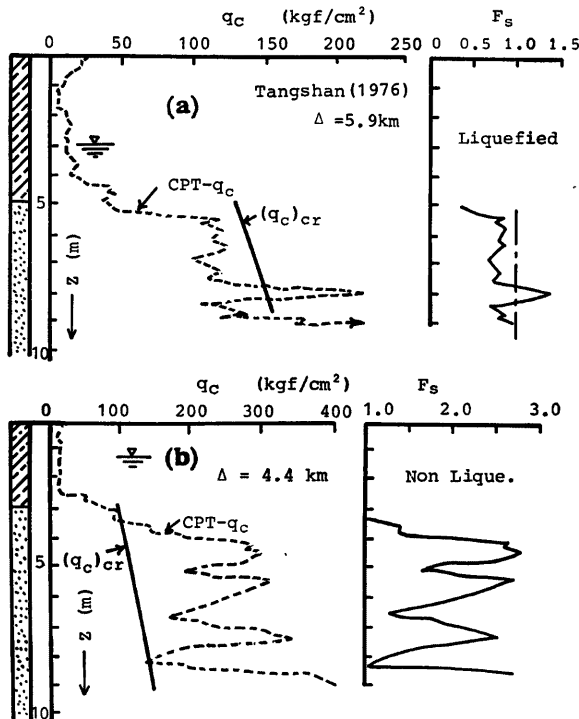 q_c (kgf/cm²)
0 50 100 150 200 250
F_s
0 0.5 1.0 1.5
(a)
Tangshan(1976)
Δ =5.9km
Liquefied
CPT-q_c
(q_c)_cr
5
Z (m)
10
q_c (kgf/cm²)
0 100 200 300 400
F_s
1.0 2.0 3.0
(b)
Δ = 4.4 km
Non Lique.
CPT-q_c
(q_c)_cr
5
Z (m)
10